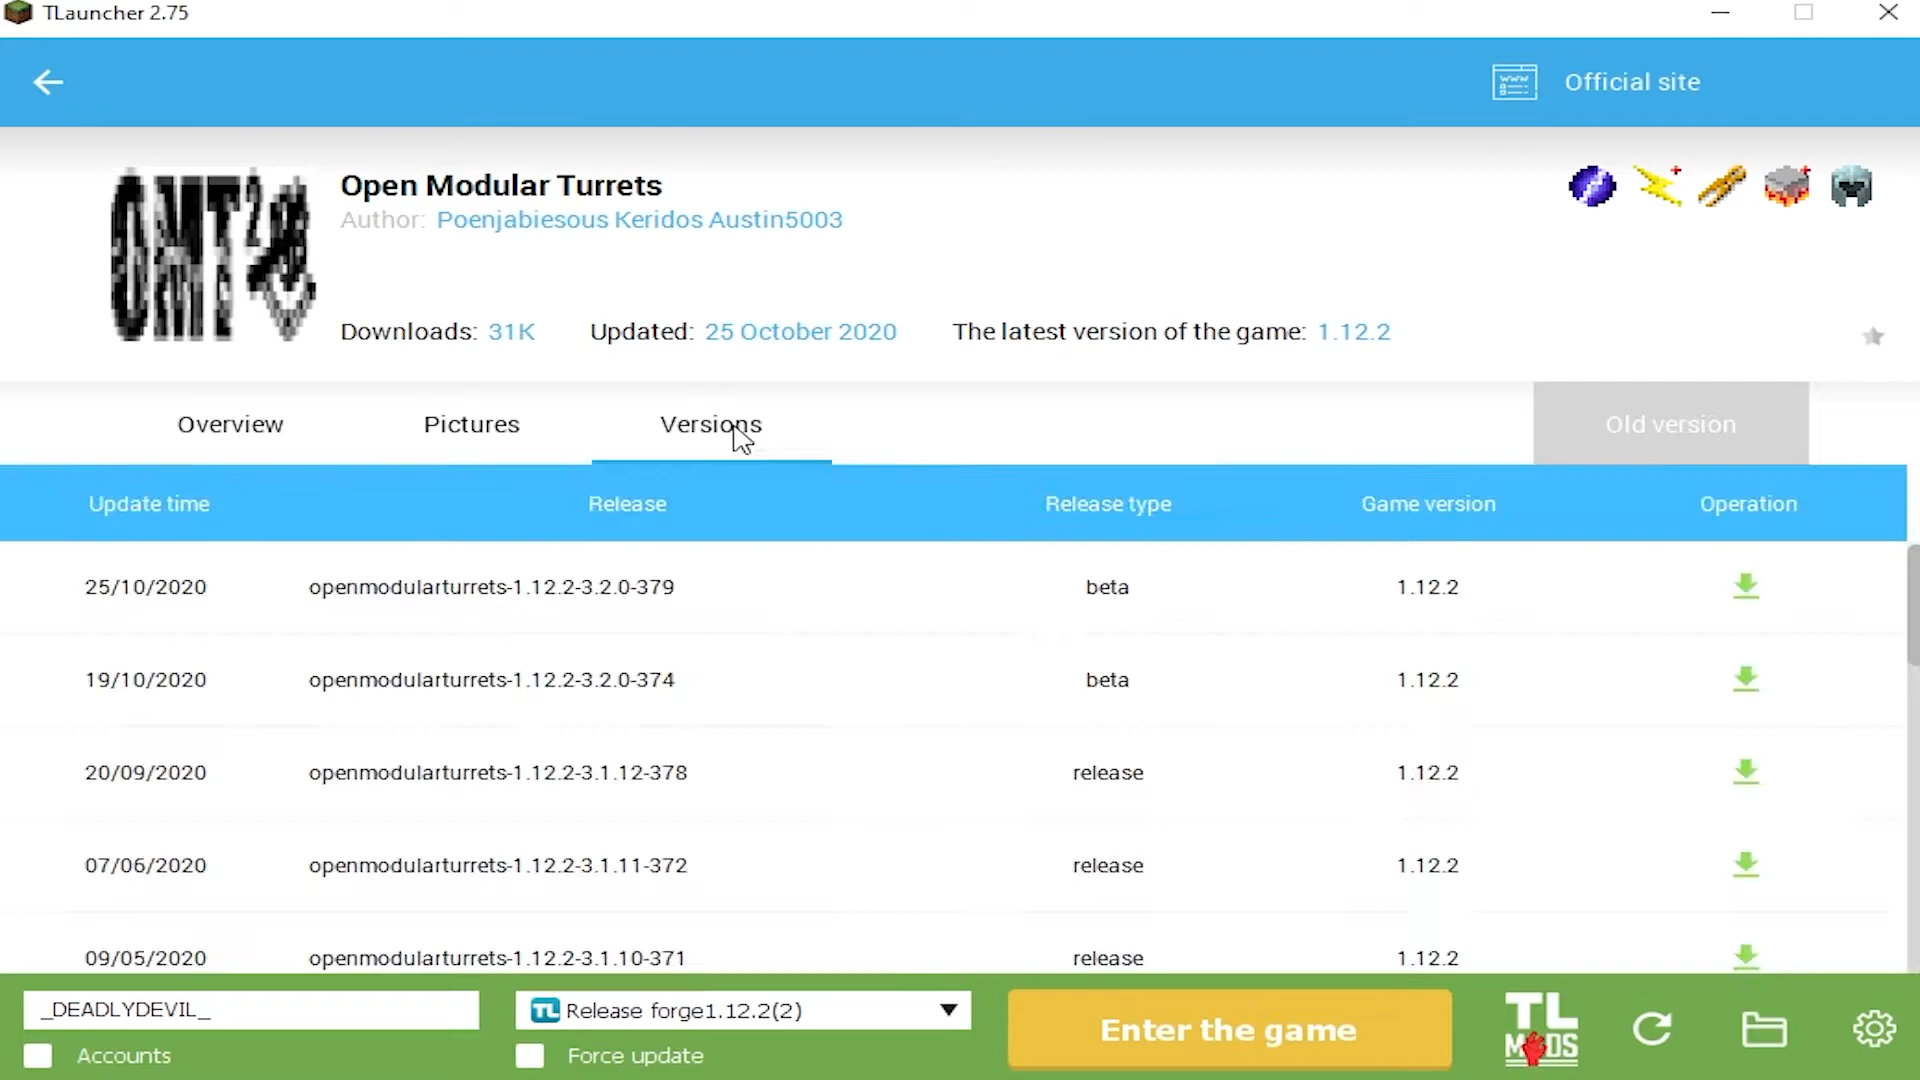 TLauncher 2.75
WWW
Official site
OMT2
Open Modular Turrets
Author: Poenjabiesous Keridos Austin5003
Downloads: 31K Updated: 25 October 2020 The latest version of the game: 1.12.2
Overview Pictures Versions Old version
Update time Release Release type Game version Operation
25/10/2020 openmodularturrets-1.12.2-3.2.0-379 beta 1.12.2
19/10/2020 openmodularturrets-1.12.2-3.2.0-374 beta 1.12.2
20/09/2020 openmodularturrets-1.12.2-3.1.12-378 release 1.12.2
07/06/2020 openmodularturrets-1.12.2-3.1.11-372 release 1.12.2
09/05/2020 openmodularturrets-1.12.2-3.1.10-371 release 1.12.2
_DEADLYDEVIL_ TL Release forge1.12.2(2) Enter the game TL MODS
Accounts Force update